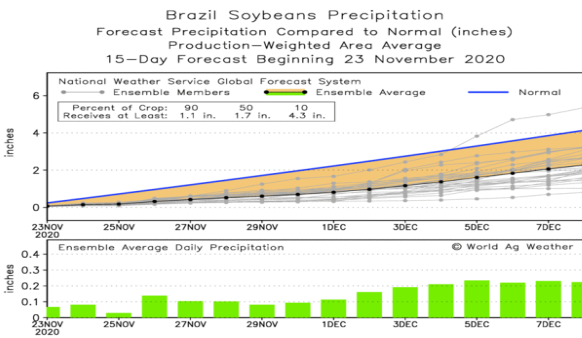 Brazil Soybeans Precipitation
Forecast Precipitation Compared to Normal (inches)
Production-Weighted Area Average
15-Day Forecast Beginning 23 November 2020
National Weather Service Global Forecast System
Ensemble Members Ensemble Average Normal
Percent of Crop: 90 50 10
Receives at Least: 1.1 in. 1.7 in. 4.3 in.
inches
6
4
2
0
23NOV 25NOV 27NOV 29NOV 1DEC 3DEC 5DEC 7DEC
2020
Ensemble Average Daily Precipitation © World Ag Weather
inches
0.4
0.3
0.2
0.1
0
23NOV 25NOV 27NOV 29NOV 1DEC 3DEC 5DEC 7DEC
2020